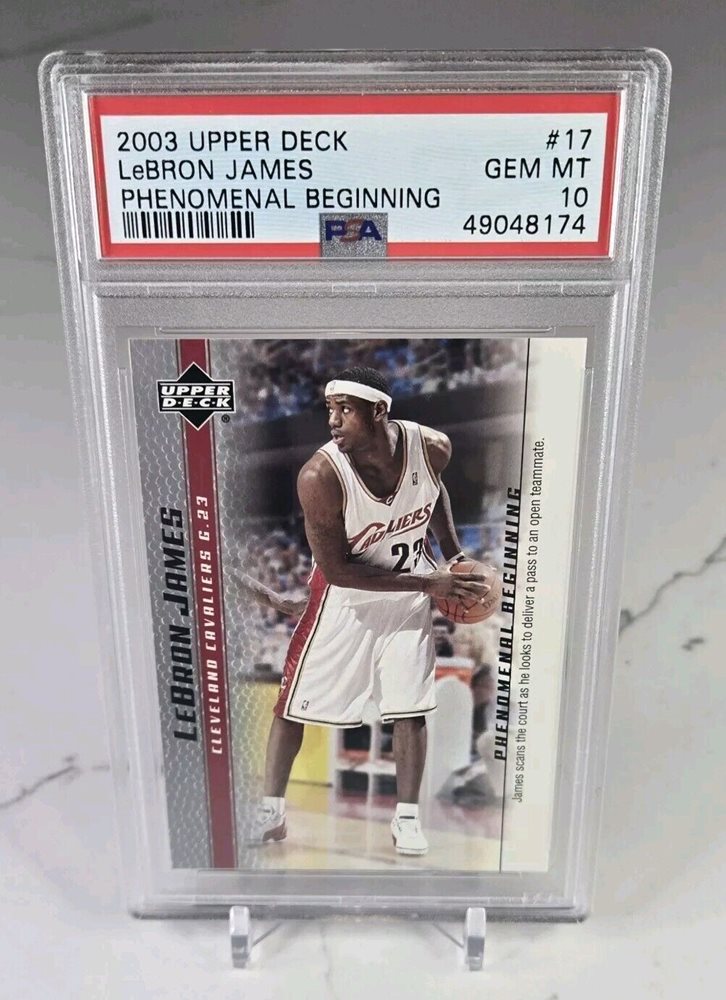 2003 UPPER DECK #17
LeBRON JAMES GEM MT
PHENOMENAL BEGINNING 10
PSA 49048174
UPPER
D·E·C·K
®
LEBRON JAMES
CLEVELAND CAVALIERS G.23
CAVALIERS
23
PHENOMENAL BEGINNING
James scans the court as he looks to deliver a pass to an open teammate.